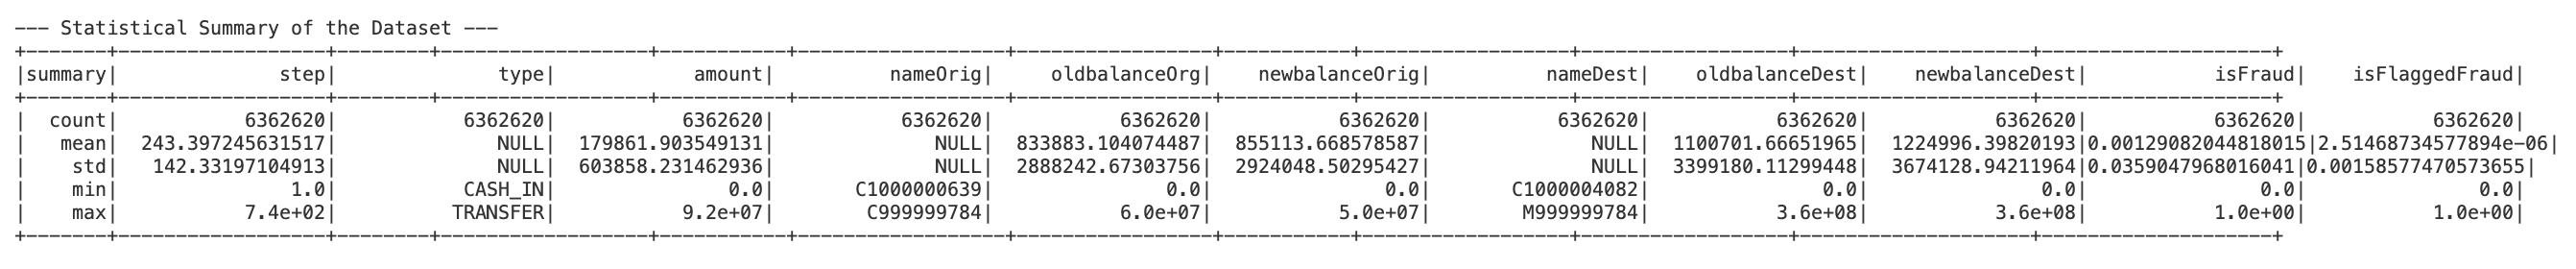 --- Statistical Summary of the Dataset ---
+-------+------------------+--------+------------------+-----------+------------------+-----------------+-----------+------------------+------------------+--------------------+-------------------+
|summary|              step|              type|            amount|          nameOrig|     oldbalanceOrg|    newbalanceOrig|          nameDest|    oldbalanceDest|    newbalanceDest|           isFraud|    isFlaggedFraud|
+-------+------------------+--------+------------------+-----------+------------------+-----------------+-----------+------------------+------------------+--------------------+-------------------+
|  count|           6362620|           6362620|           6362620|           6362620|           6362620|           6362620|           6362620|           6362620|           6362620|           6362620|           6362620|
|   mean|  243.397245631517|              NULL|  179861.903549131|              NULL|  833883.104074487|  855113.668578587|              NULL|  1100701.66651965|  1224996.39820193|0.00129082044818015|2.51468734577894e-06|
|    std|  142.33197104913|              NULL|  603858.231462936|              NULL|  2888242.67303756|  2924048.50295427|              NULL|  3399180.11299448|  3674128.94211964|0.0359047968016041|0.00158577470573655|
|    min|               1.0|           CASH_IN|               0.0|       C1000000639|               0.0|               0.0|       C1000004082|               0.0|               0.0|               0.0|               0.0|
|    max|           7.4e+02|          TRANSFER|           9.2e+07|        C999999784|           6.0e+07|           5.0e+07|        M999999784|           3.6e+08|           3.6e+08|           1.0e+00|           1.0e+00|
+-------+------------------+--------+------------------+-----------+------------------+-----------------+-----------+------------------+------------------+--------------------+-------------------+